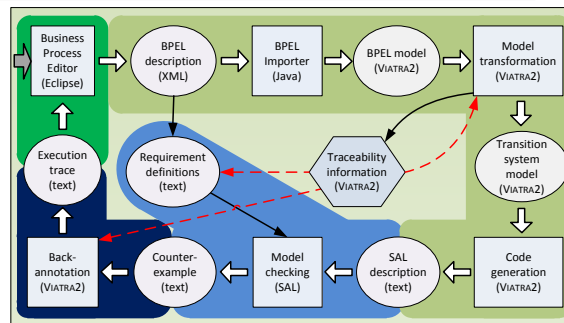 Business
Process
Editor
(Eclipse)
BPEL
description
(XML)
BPEL
Importer
(Java)
BPEL model
(VIATRA2)
Model
transformation
(VIATRA2)
Execution
trace
(text)
Requirement
definitions
(text)
Traceability
information
(VIATRA2)
Transition
system
model
(VIATRA2)
Back-
annotation
(VIATRA2)
Counter-
example
(text)
Model
checking
(SAL)
SAL
description
(text)
Code
generation
(VIATRA2)